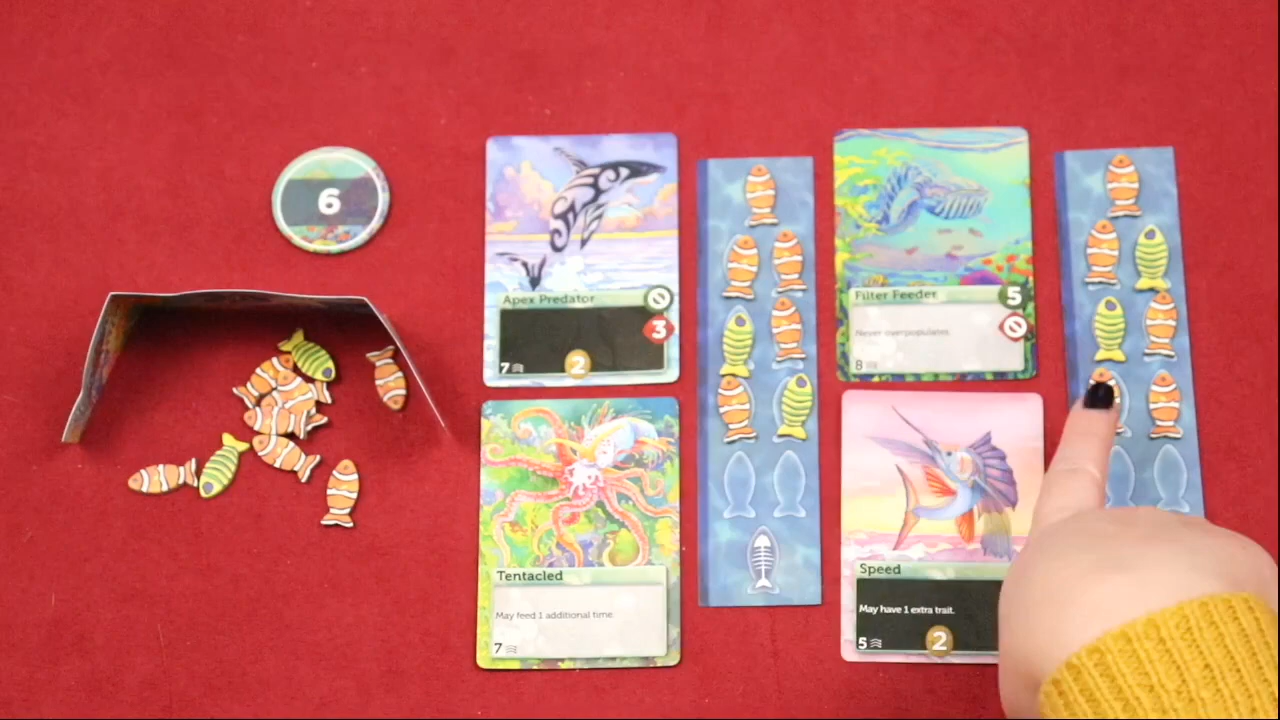 6
Apex Predator
3
7
2
Filter Feeder
5
Never overpopulates.
8
Tentacled
May feed 1 additional time.
7
Speed
May have 1 extra trait.
5
2